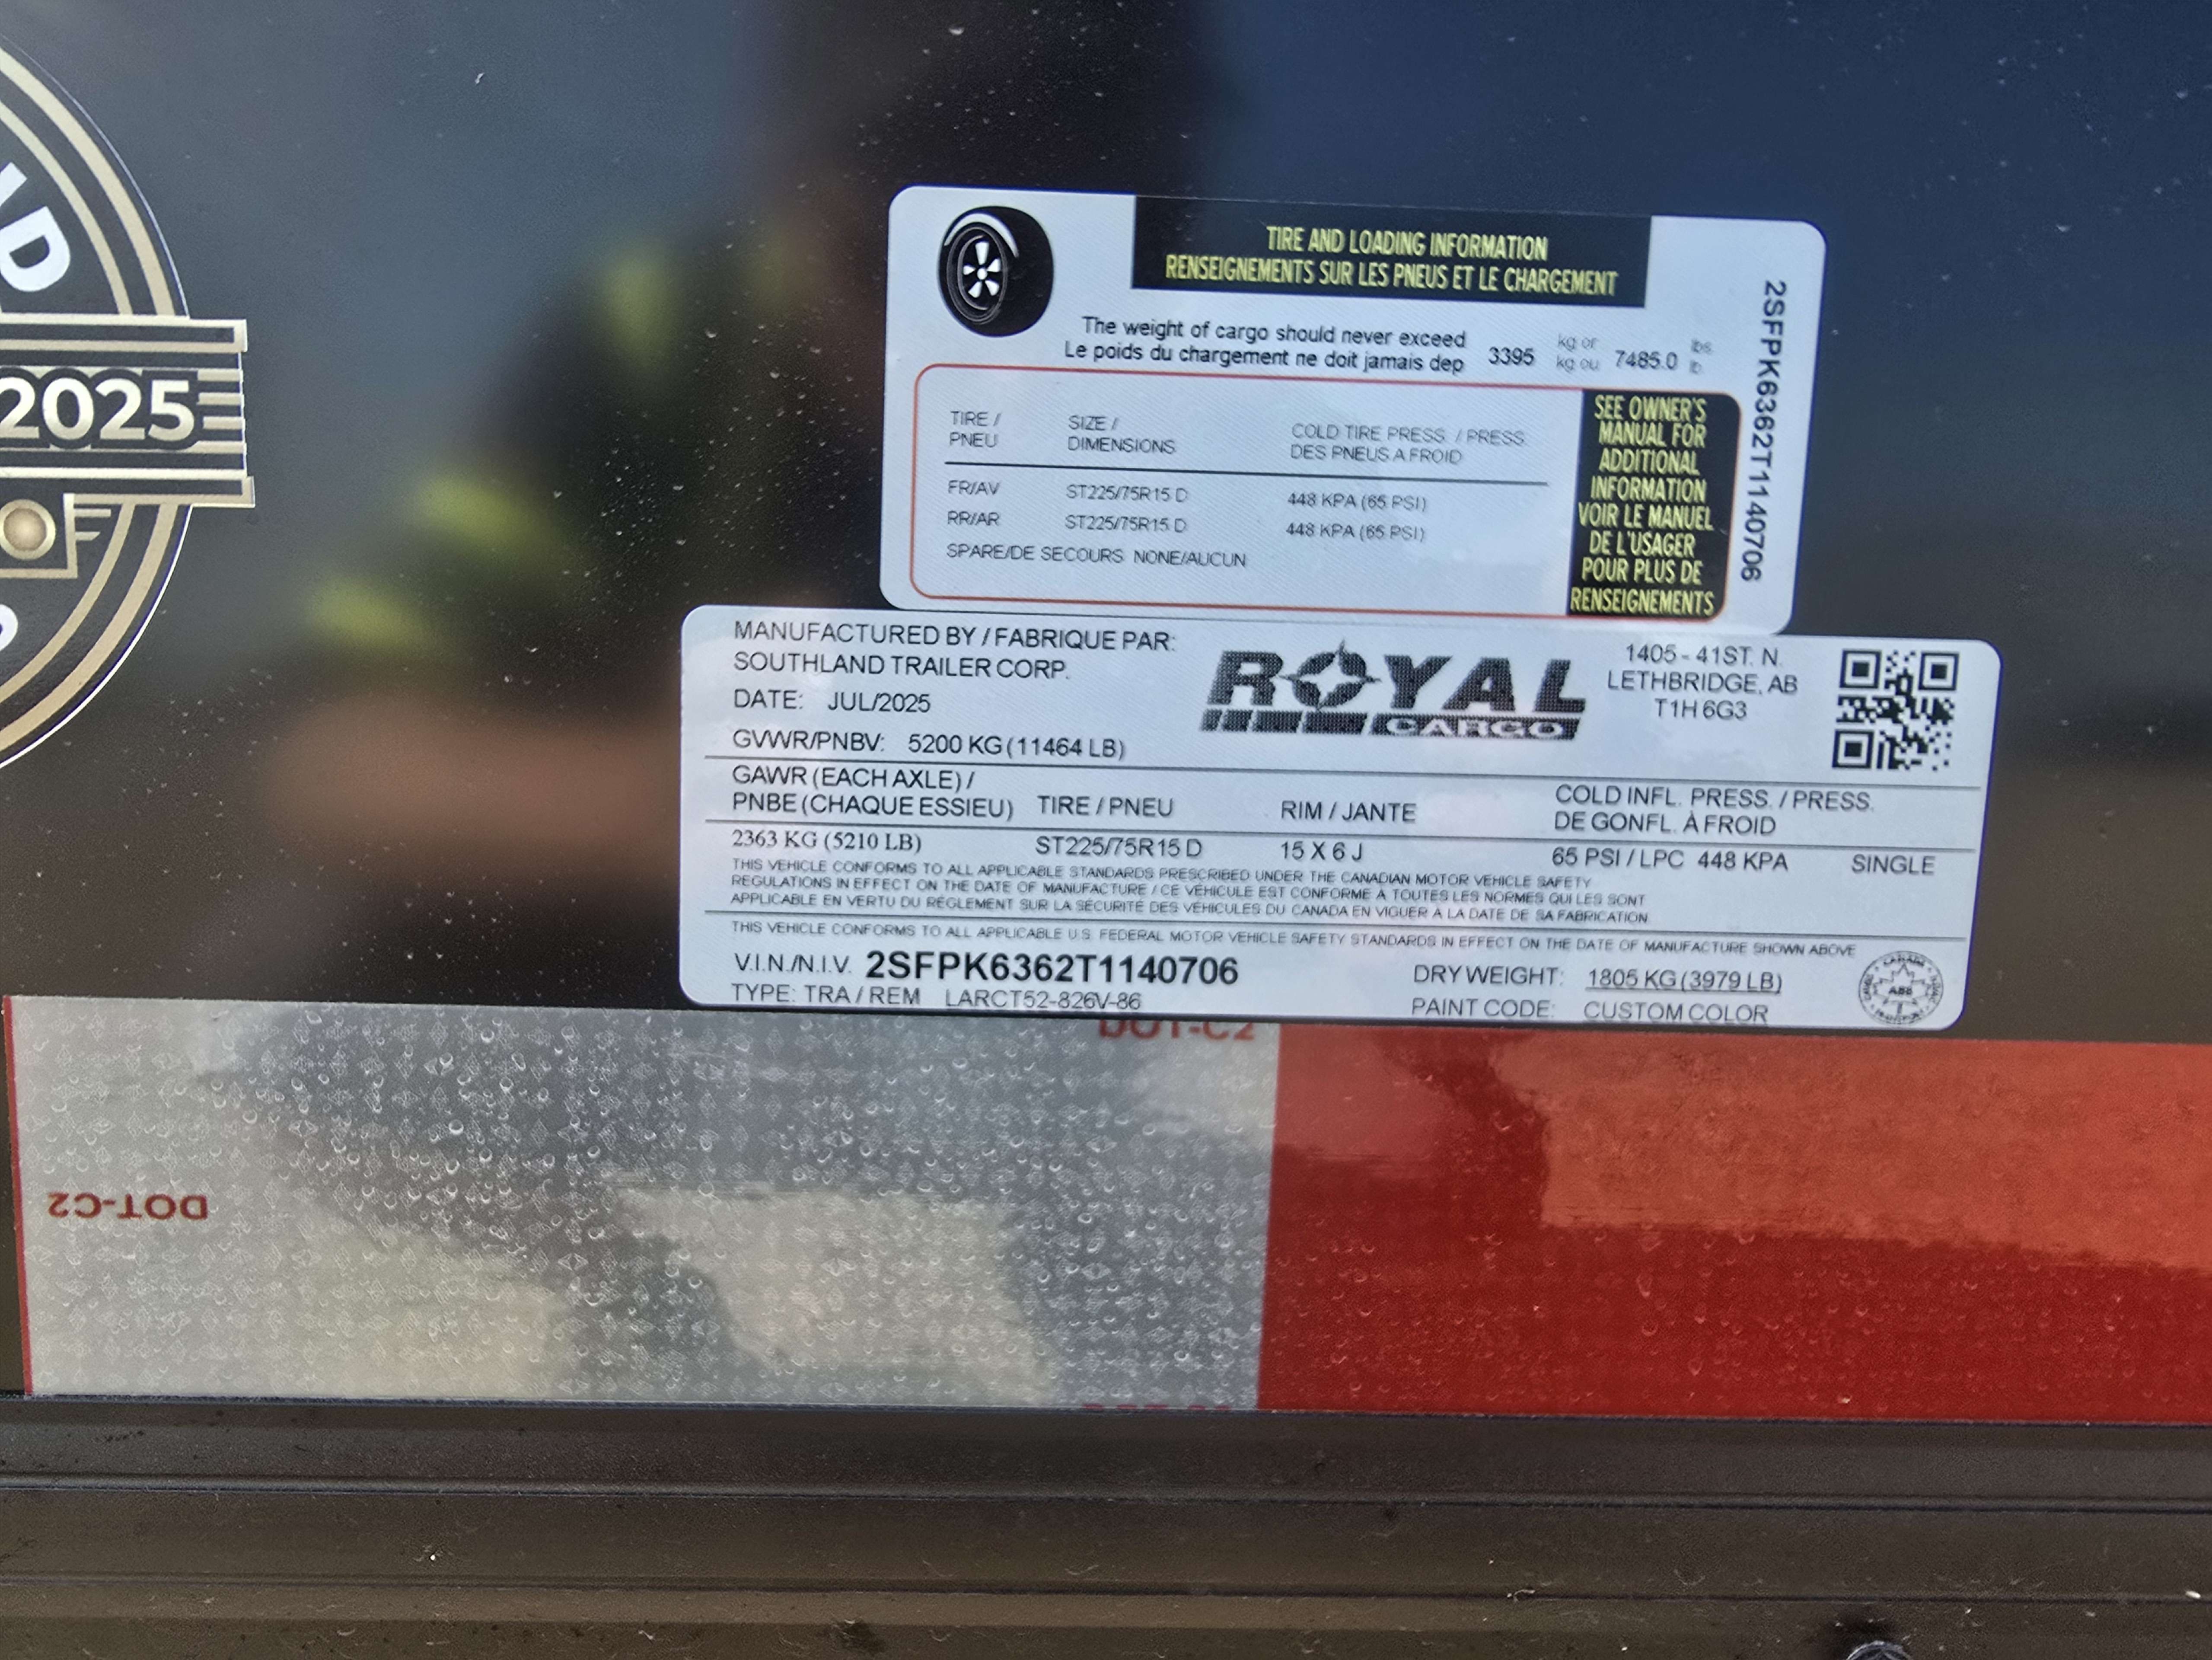 2025
TIRE AND LOADING INFORMATION
RENSEIGNEMENTS SUR LES PNEUS ET LE CHARGEMENT
The weight of cargo should never exceed
Le poids du chargement ne doit jamais dep 3395 kg or kg ou 7485.0 lbs lb
TIRE / PNEU SIZE / DIMENSIONS COLD TIRE PRESS. / PRESS. DES PNEUS A FROID
FR/AV ST225/75R15 D 448 KPA (65 PSI)
RR/AR ST225/75R15 D 448 KPA (65 PSI)
SPARE/DE SECOURS NONE/AUCUN
SEE OWNER'S
MANUAL FOR
ADDITIONAL
INFORMATION
VOIR LE MANUEL
DE L'USAGER
POUR PLUS DE
RENSEIGNEMENTS
2SFPK6362T1140706
MANUFACTURED BY / FABRIQUE PAR:
SOUTHLAND TRAILER CORP.
DATE: JUL/2025
GVWR/PNBV: 5200 KG (11464 LB)
ROYAL
CARGO
1405 - 41ST. N.
LETHBRIDGE, AB
T1H 6G3
GAWR (EACH AXLE) /
PNBE (CHAQUE ESSIEU) TIRE / PNEU RIM / JANTE COLD INFL. PRESS. / PRESS. DE GONFL. À FROID
2363 KG (5210 LB) ST225/75R15 D 15 X 6 J 65 PSI / LPC 448 KPA SINGLE
THIS VEHICLE CONFORMS TO ALL APPLICABLE STANDARDS PRESCRIBED UNDER THE CANADIAN MOTOR VEHICLE SAFETY
REGULATIONS IN EFFECT ON THE DATE OF MANUFACTURE / CE VÉHICULE EST CONFORME À TOUTES LES NORMES QUI LES SONT
APPLICABLE EN VERTU DU RÈGLEMENT SUR LA SÉCURITÉ DES VÉHICULES DU CANADA EN VIGUER À LA DATE DE SA FABRICATION
THIS VEHICLE CONFORMS TO ALL APPLICABLE U.S. FEDERAL MOTOR VEHICLE SAFETY STANDARDS IN EFFECT ON THE DATE OF MANUFACTURE SHOWN ABOVE
V.I.N./N.I.V. 2SFPK6362T1140706 DRY WEIGHT: 1805 KG (3979 LB)
TYPE: TRA / REM LARCT52-826V-86 PAINT CODE: CUSTOM COLOR
DOT-C2
DOT-C2